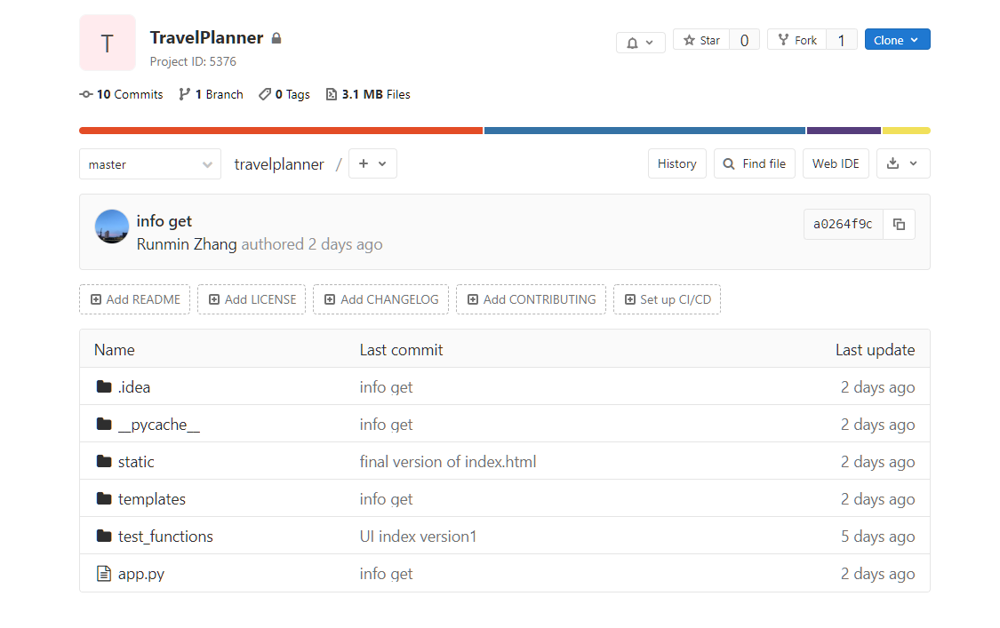 T
TravelPlanner
Project ID: 5376
Star 0 Fork 1 Clone
10 Commits 1 Branch 0 Tags 3.1 MB Files
master travelplanner / + History Find file Web IDE
info get
Runmin Zhang authored 2 days ago
a0264f9c
Add README Add LICENSE Add CHANGELOG Add CONTRIBUTING Set up CI/CD
Name Last commit Last update
.idea info get 2 days ago
__pycache__ info get 2 days ago
static final version of index.html 2 days ago
templates info get 2 days ago
test_functions UI index version1 5 days ago
app.py info get 2 days ago